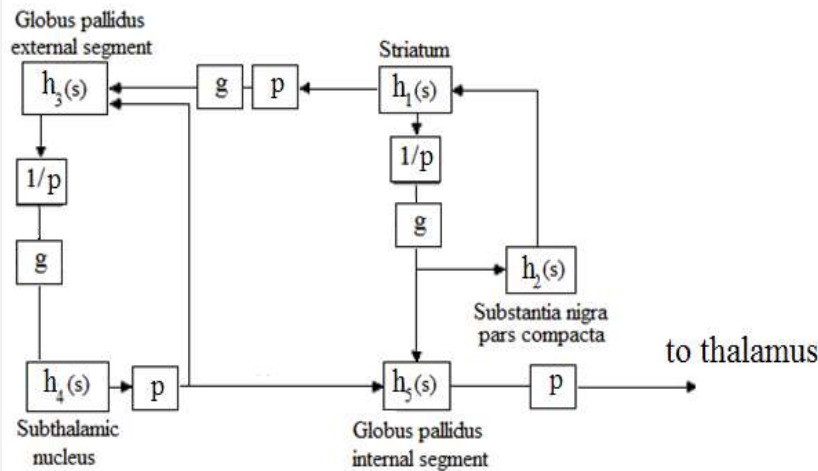 Globus pallidus
external segment
h₃(s)
g
p
Striatum
h₁(s)
1/p
g
1/p
g
h₂(s)
Substantia nigra
pars compacta
to thalamus
h₄(s)
p
h₅(s)
p
Subthalamic
nucleus
Globus pallidus
internal segment